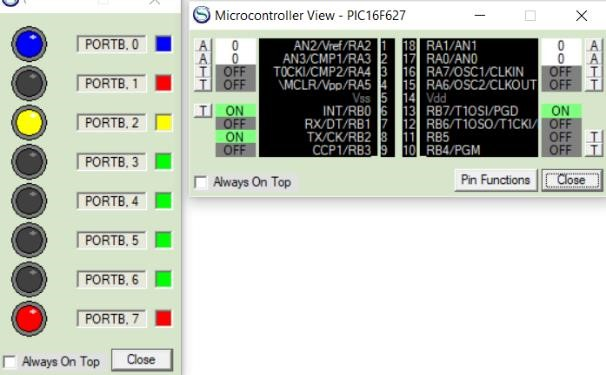 PORTB, 0
PORTB, 1
PORTB, 2
PORTB, 3
PORTB, 4
PORTB, 5
PORTB, 6
PORTB, 7
Always On Top Close
Microcontroller View - PIC16F627
A 0 AN2/Vref/RA2 1 18 RA1/AN1 0 A
A 0 AN3/CMP1/RA3 2 17 RA0/AN0 0 A
T OFF T0CKI/CMP2/RA4 3 16 RA7/OSC1/CLKIN OFF T
T OFF \MCLR/Vpp/RA5 4 15 RA6/OSC2/CLKOUT OFF T
Vss 5 14 Vdd
T ON INT/RB0 6 13 RB7/T1OSI/PGD ON
OFF RX/DT/RB1 7 12 RB6/T1OSO/T1CKI/ OFF
ON TX/CK/RB2 8 11 RB5 OFF T
OFF CCP1/RB3 9 10 RB4/PGM OFF T
Always On Top Pin Functions Close